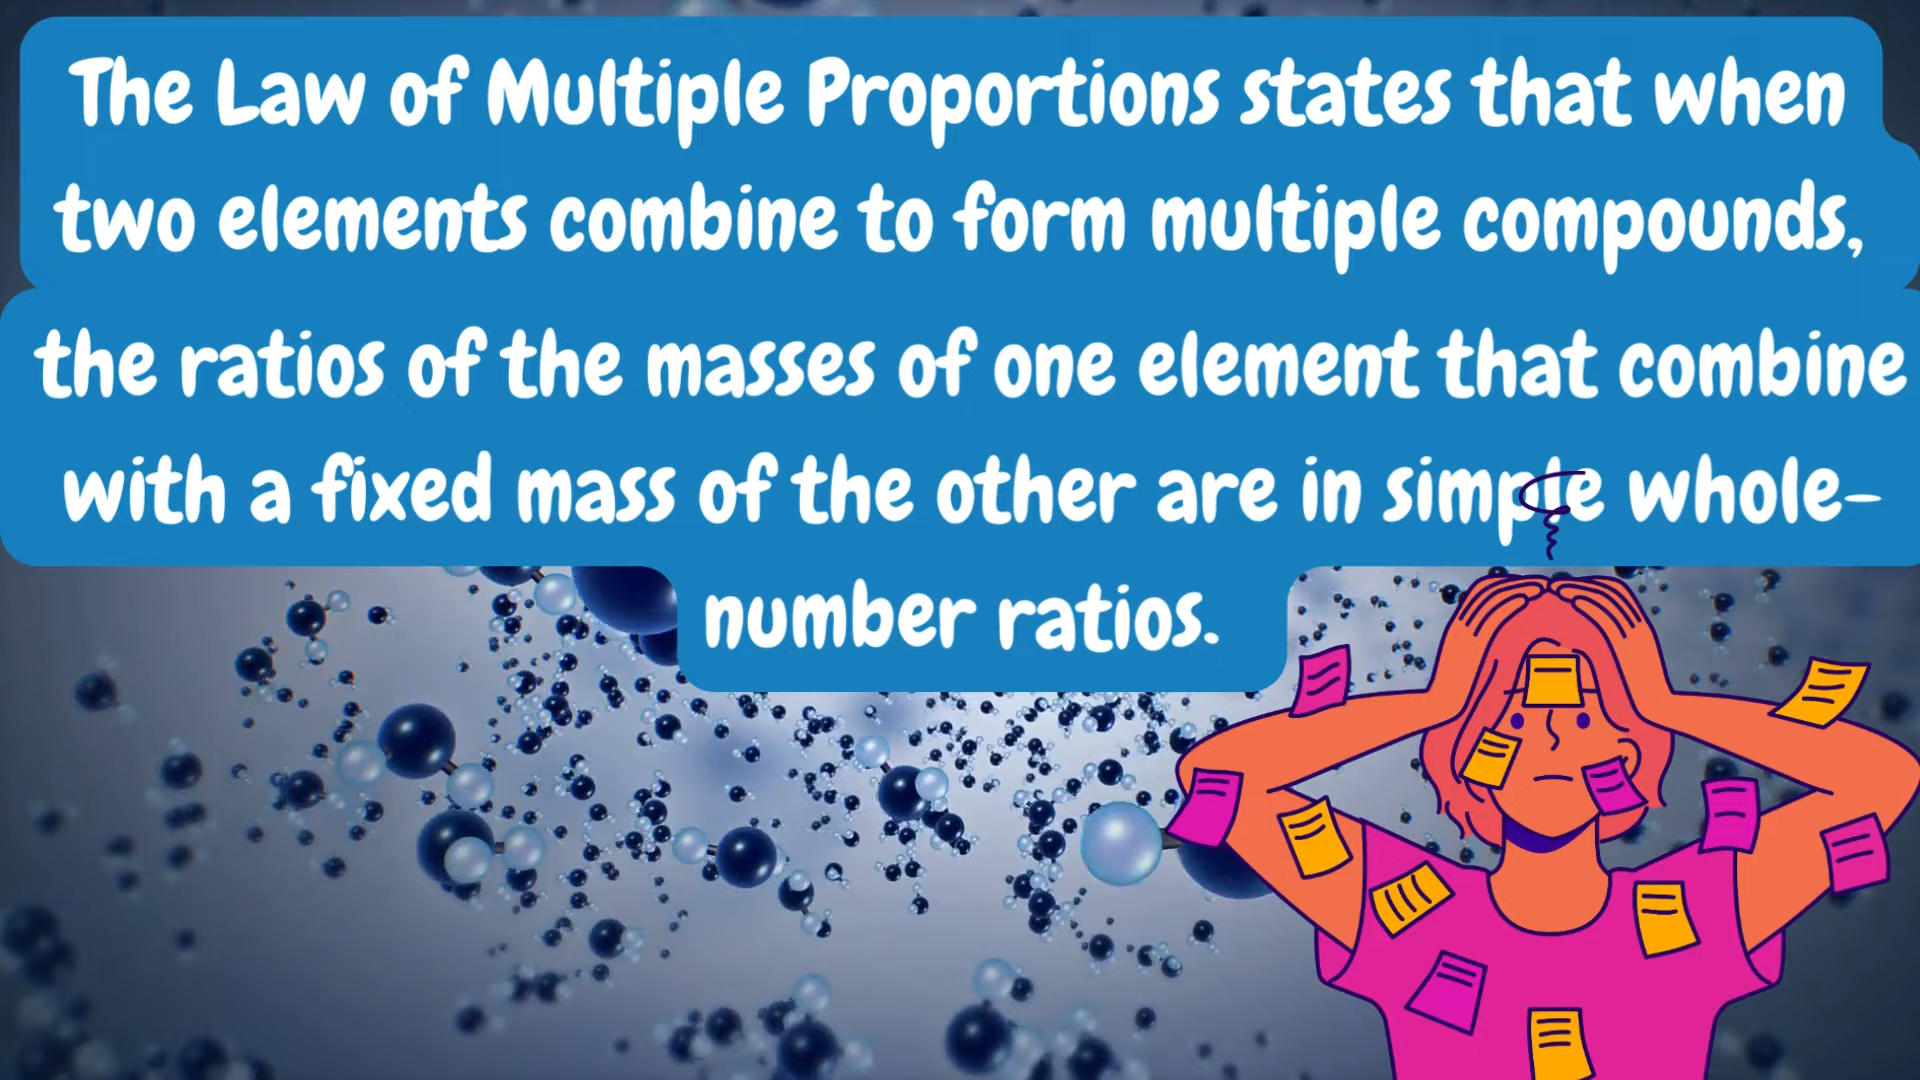 The Law of Multiple Proportions states that when
two elements combine to form multiple compounds,
the ratios of the masses of one element that combine
with a fixed mass of the other are in simple whole-
number ratios.